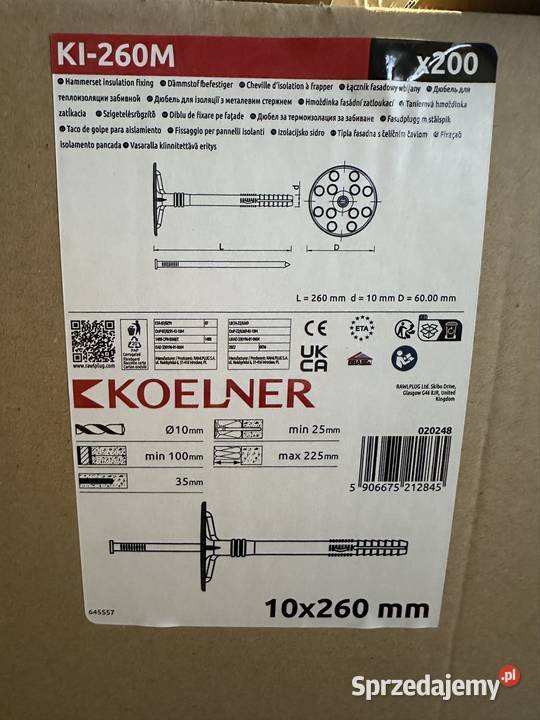 KI-260M
x200
● Hammerset insulation fixing ● Dämmstoffbefestiger ● Cheville d'isolation à frapper ● Łącznik fasadowy wbijany ● Дюбель для
теплоизоляции забивной ● Дюбель для ізоляції з металевим стержнем ● Hmoždinka fasádní zatloukací ● Tanierová hmoždinka
zatĺkacia ● Szigetelésrögzítő ● Diblu de fixare pe façade ● Дюбел за термоизолация за забиване ● Fasadplugg m stålspik
● Taco de golpe para aislamiento ● Fissaggio per pannelli isolanti ● Izolacijsko sidro ● Tipla fasadna s čeličnim čavlom ●
isolamento pancada ● Vasaralla kiinnitettävä eritys
d
L
D
L = 260 mm d = 10 mm D = 60.00 mm
PAP
www.rawlplug.com
CE
ETA
UK
CA
RAWLPLUG Ltd. Skibo Drive,
Glasgow G46 8JR, United
Kingdom
KOELNER
Ø10mm
min 25mm
020248
min 100mm
max 225mm
35mm
5 906675 212845
10x260 mm
645557
Sprzedajemy.pl